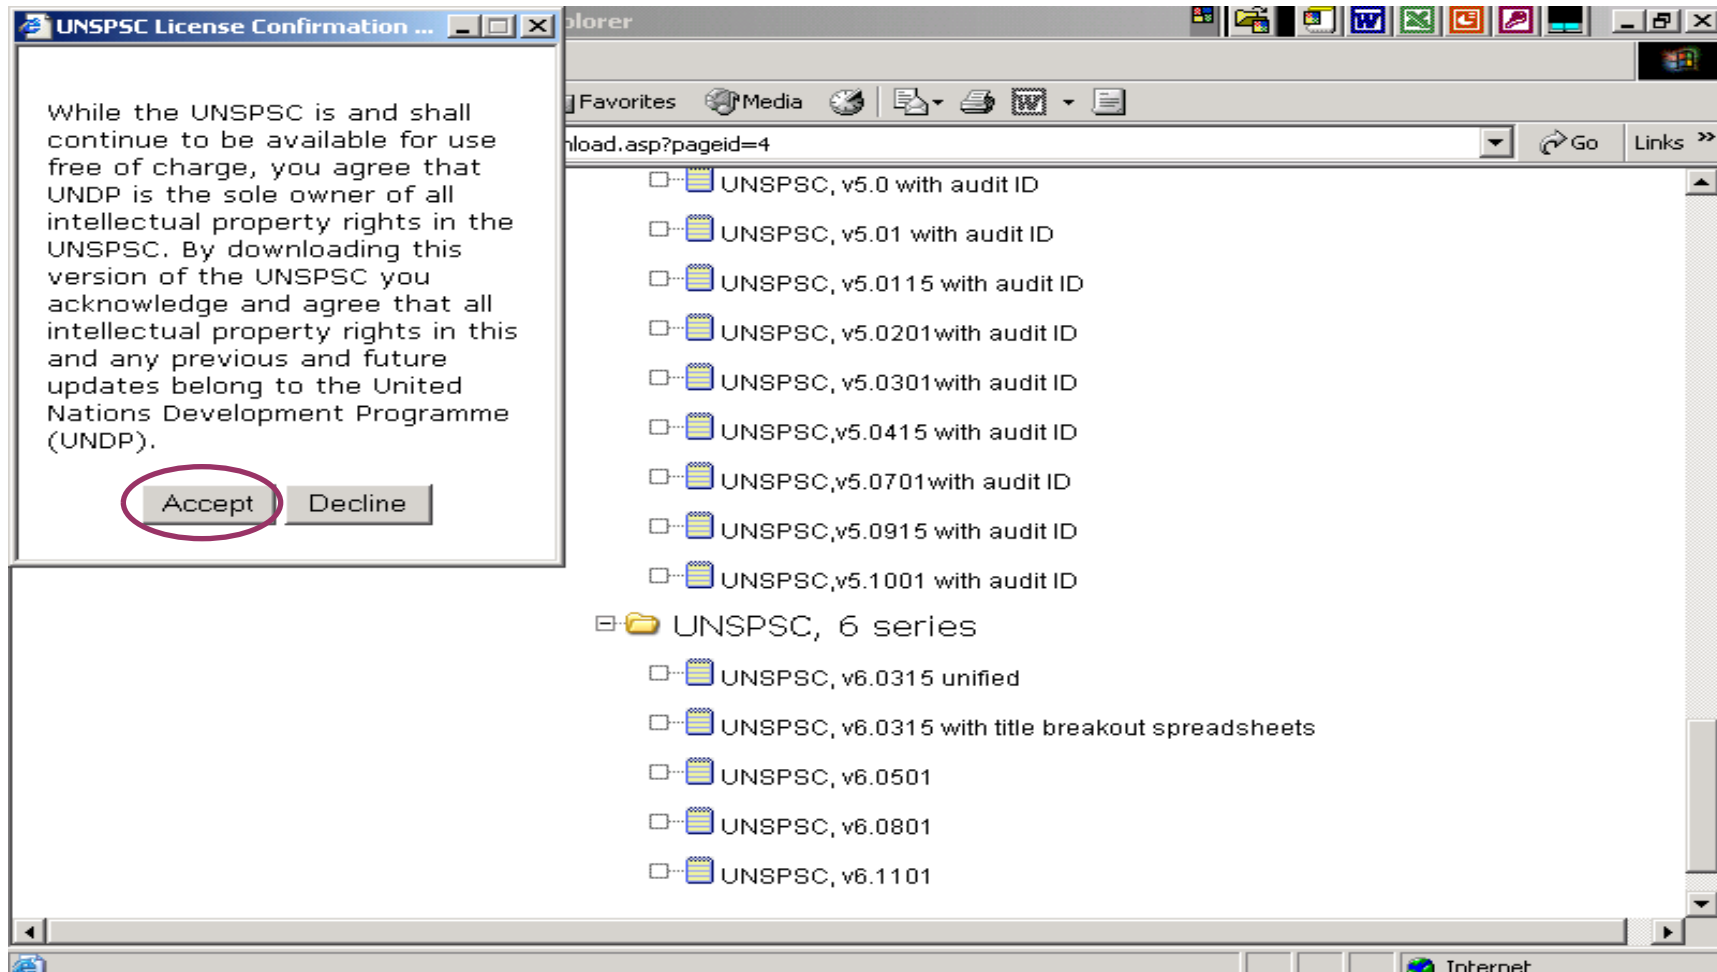 UNSPSC License Confirmation ...
plorer
While the UNSPSC is and shall
continue to be available for use
free of charge, you agree that
UNDP is the sole owner of all
intellectual property rights in the
UNSPSC. By downloading this
version of the UNSPSC you
acknowledge and agree that all
intellectual property rights in this
and any previous and future
updates belong to the United
Nations Development Programme
(UNDP).
Accept
Decline
Favorites
Media
nload.asp?pageid=4
Go
Links »
UNSPSC, v5.0 with audit ID
UNSPSC, v5.01 with audit ID
UNSPSC, v5.0115 with audit ID
UNSPSC, v5.0201with audit ID
UNSPSC, v5.0301with audit ID
UNSPSC,v5.0415 with audit ID
UNSPSC,v5.0701with audit ID
UNSPSC,v5.0915 with audit ID
UNSPSC,v5.1001 with audit ID
UNSPSC, 6 series
UNSPSC, v6.0315 unified
UNSPSC, v6.0315 with title breakout spreadsheets
UNSPSC, v6.0501
UNSPSC, v6.0801
UNSPSC, v6.1101
Internet